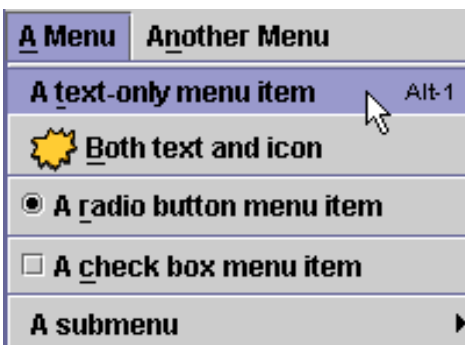 A Menu Another Menu
A text-only menu item Alt-1
Both text and icon
A radio button menu item
A check box menu item
A submenu